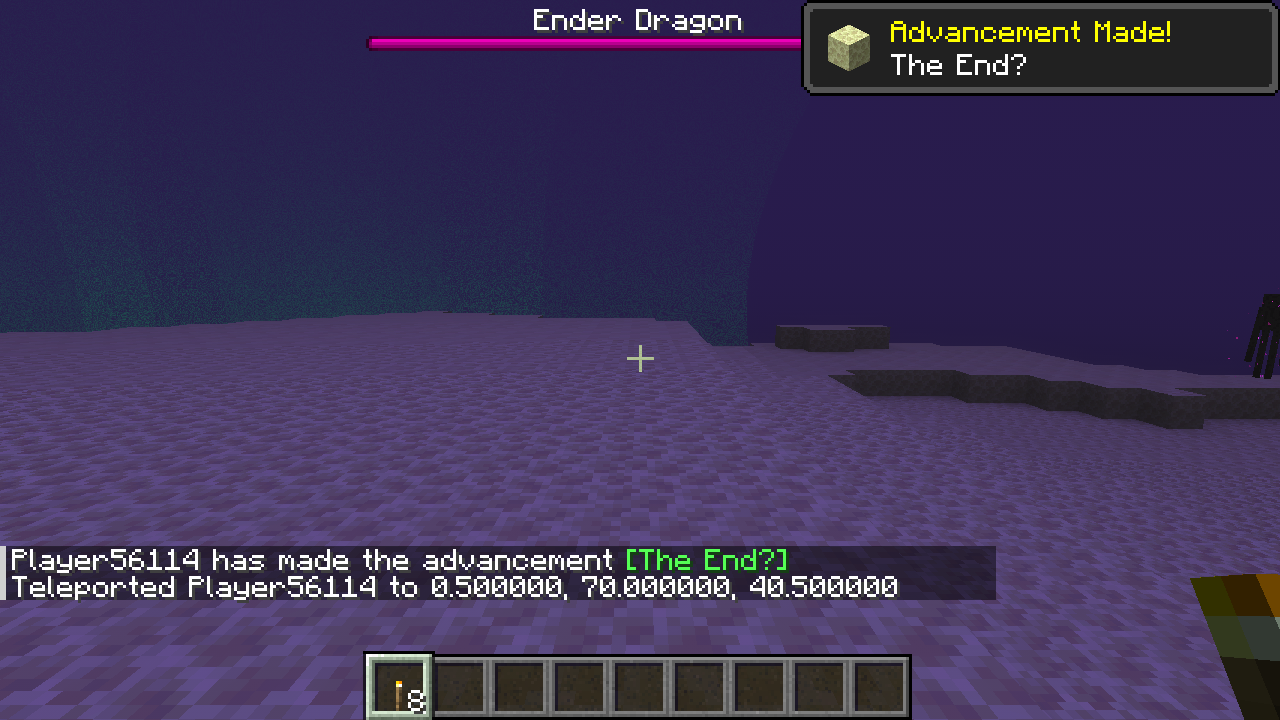 Ender Dragon
Advancement Made!
The End?
Player56114 has made the advancement [The End?]
Teleported Player56114 to 0.500000, 70.000000, 40.500000
8